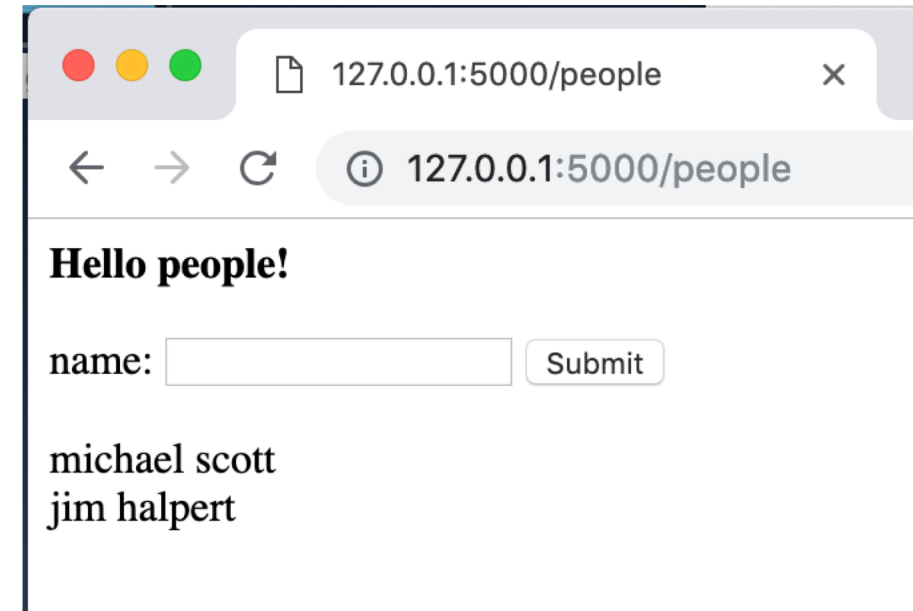 127.0.0.1:5000/people
127.0.0.1:5000/people
Hello people!
name: Submit
michael scott
jim halpert